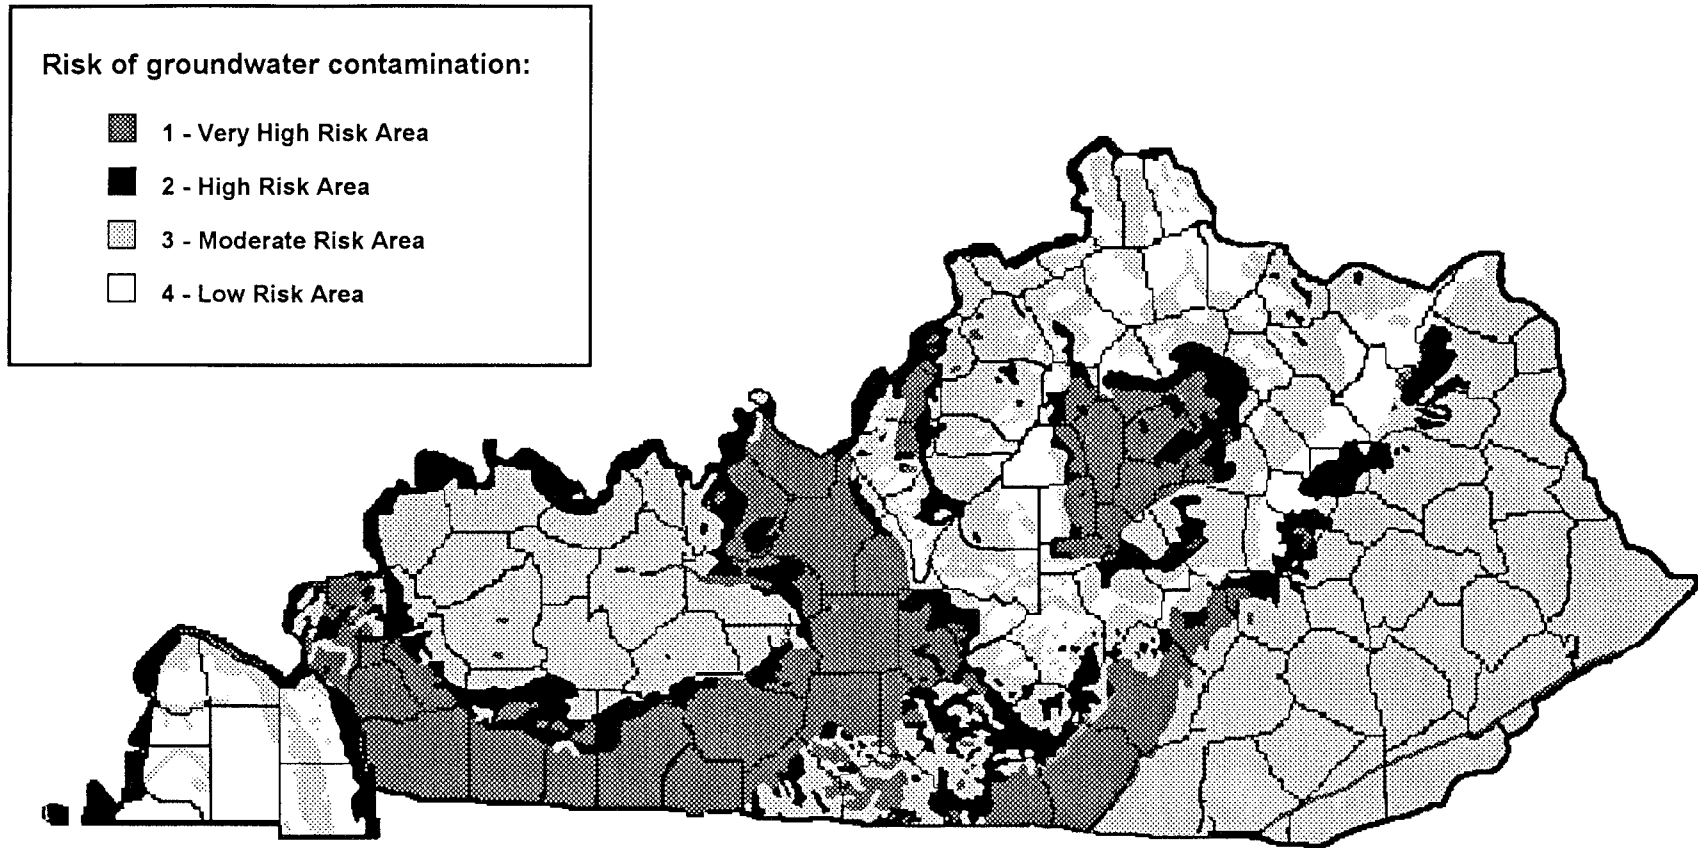 Risk of groundwater contamination:
1 - Very High Risk Area
2 - High Risk Area
3 - Moderate Risk Area
4 - Low Risk Area